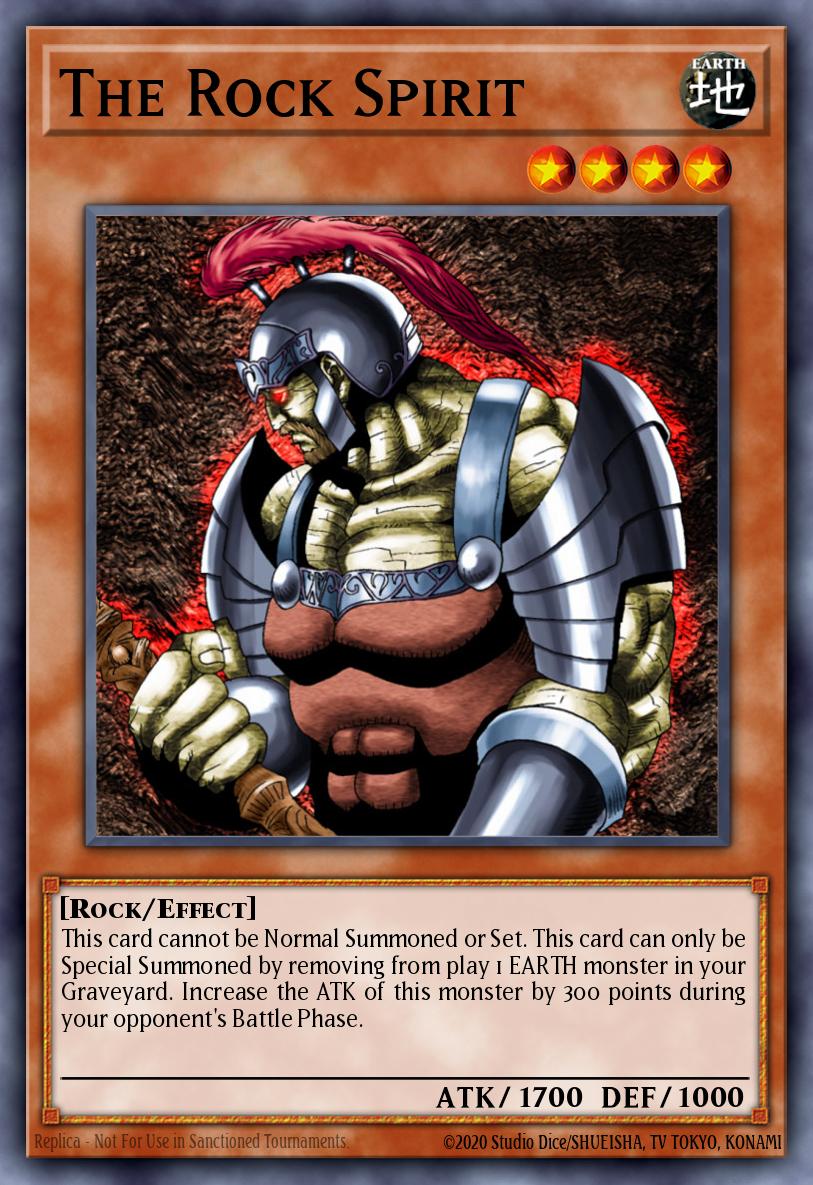 The Rock Spirit
EARTH
地
[Rock/Effect]
This card cannot be Normal Summoned or Set. This card can only be
Special Summoned by removing from play 1 EARTH monster in your
Graveyard. Increase the ATK of this monster by 300 points during
your opponent's Battle Phase.
ATK/ 1700 DEF/ 1000
Replica - Not For Use in Sanctioned Tournaments.
©2020 Studio Dice/SHUEISHA, TV TOKYO, KONAMI